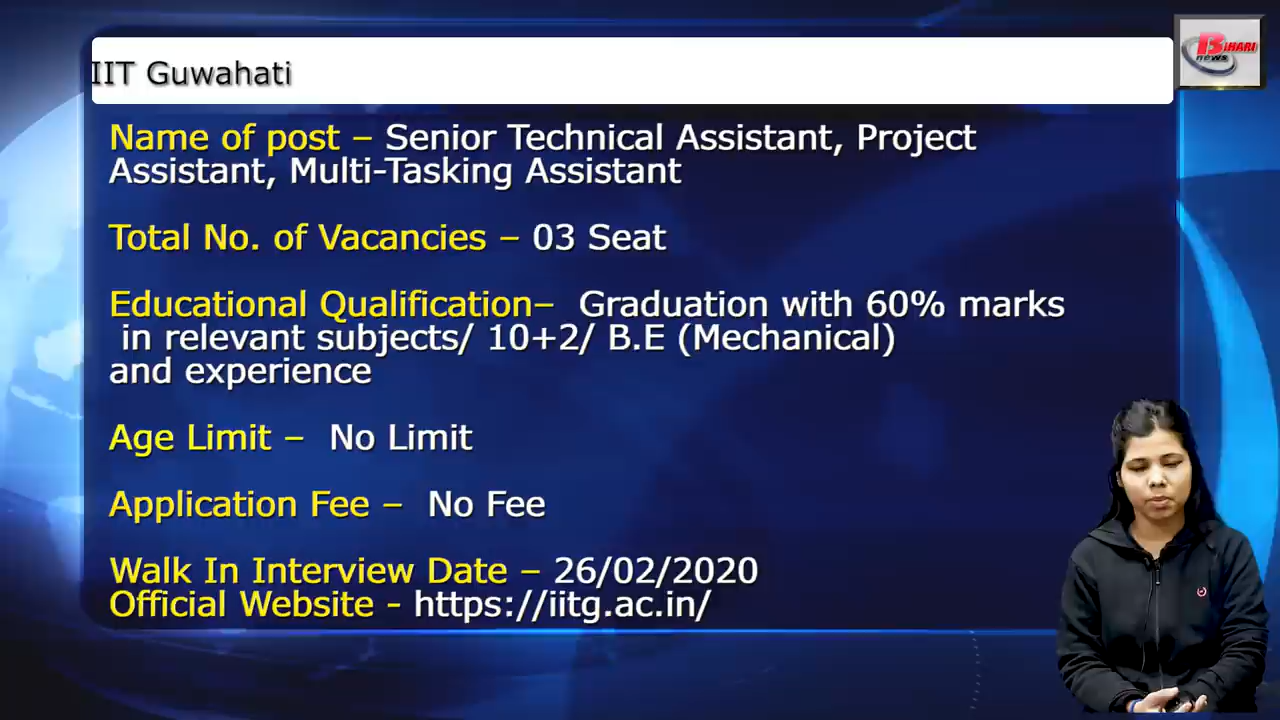 IIT Guwahati
BIHARI
news
Name of post – Senior Technical Assistant, Project
Assistant, Multi-Tasking Assistant
Total No. of Vacancies – 03 Seat
Educational Qualification– Graduation with 60% marks
in relevant subjects/ 10+2/ B.E (Mechanical)
and experience
Age Limit – No Limit
Application Fee – No Fee
Walk In Interview Date – 26/02/2020
Official Website - https://iitg.ac.in/